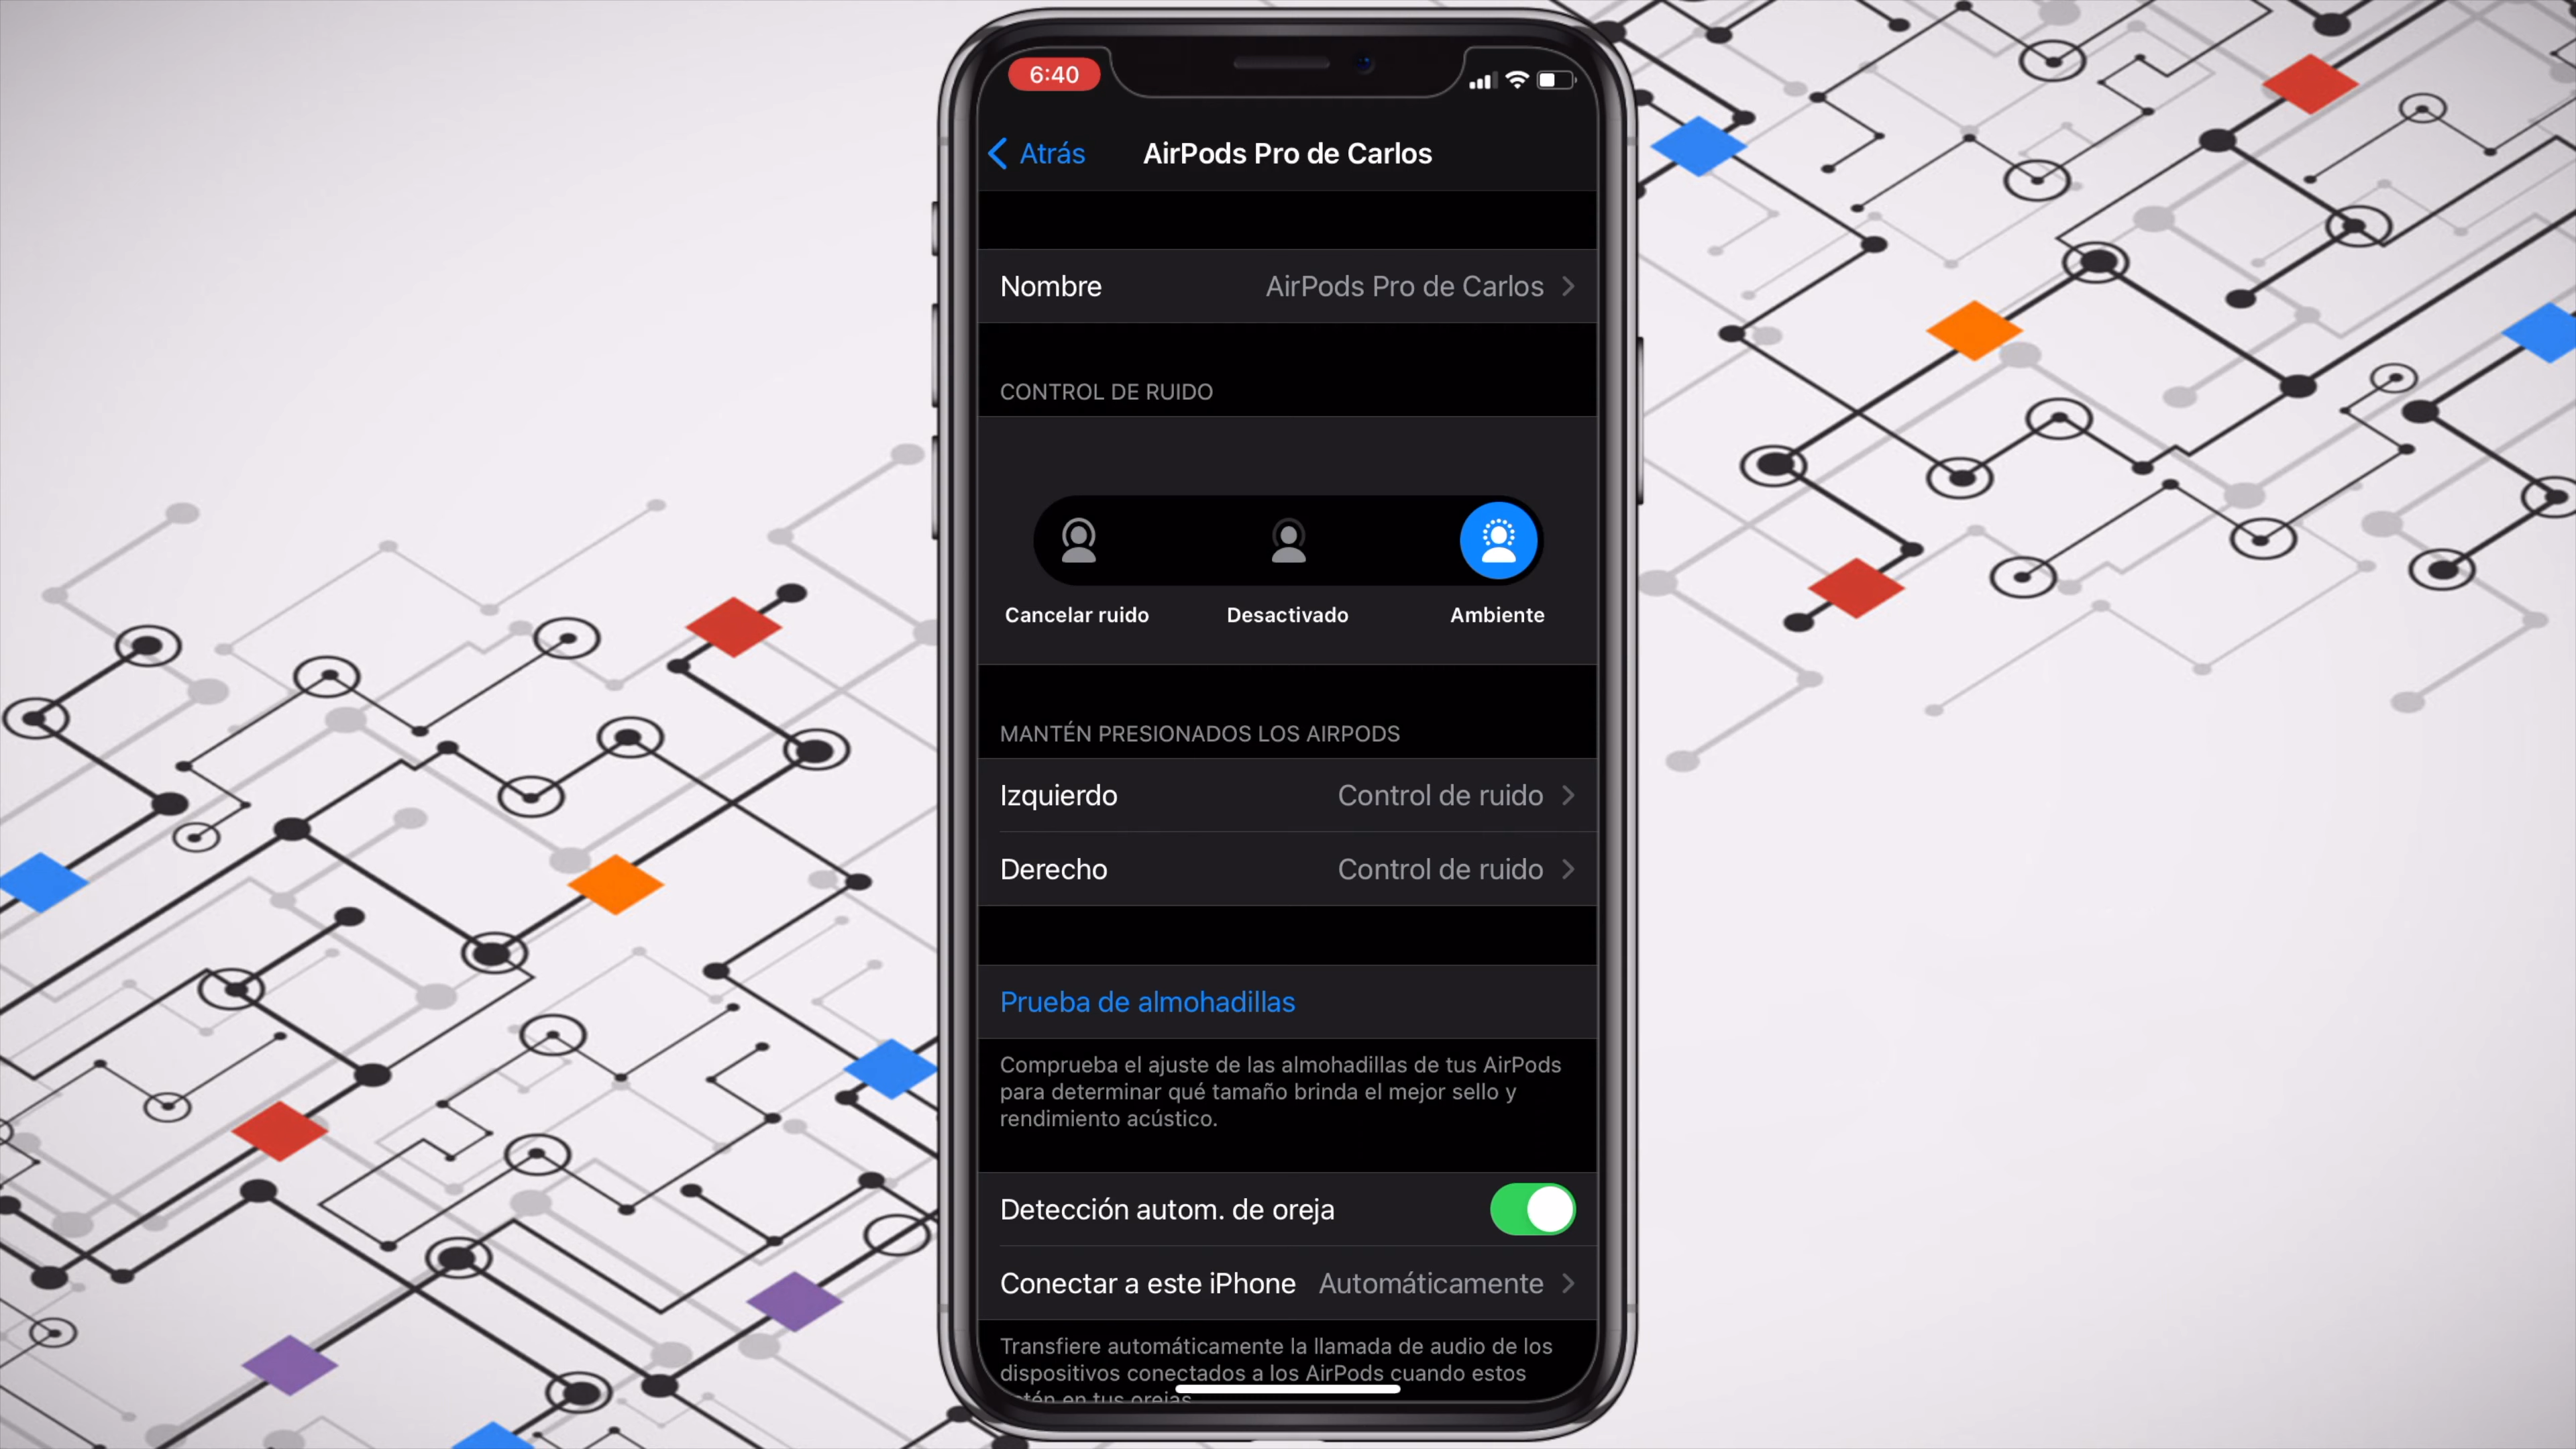 6:40
Atrás
AirPods Pro de Carlos
Nombre
AirPods Pro de Carlos
CONTROL DE RUIDO
Cancelar ruido
Desactivado
Ambiente
MANTÉN PRESIONADOS LOS AIRPODS
Izquierdo
Control de ruido
Derecho
Control de ruido
Prueba de almohadillas
Comprueba el ajuste de las almohadillas de tus AirPods
para determinar qué tamaño brinda el mejor sello y
rendimiento acústico.
Detección autom. de oreja
Conectar a este iPhone
Automáticamente
Transfiere automáticamente la llamada de audio de los
dispositivos conectados a los AirPods cuando estos
en tus orejas